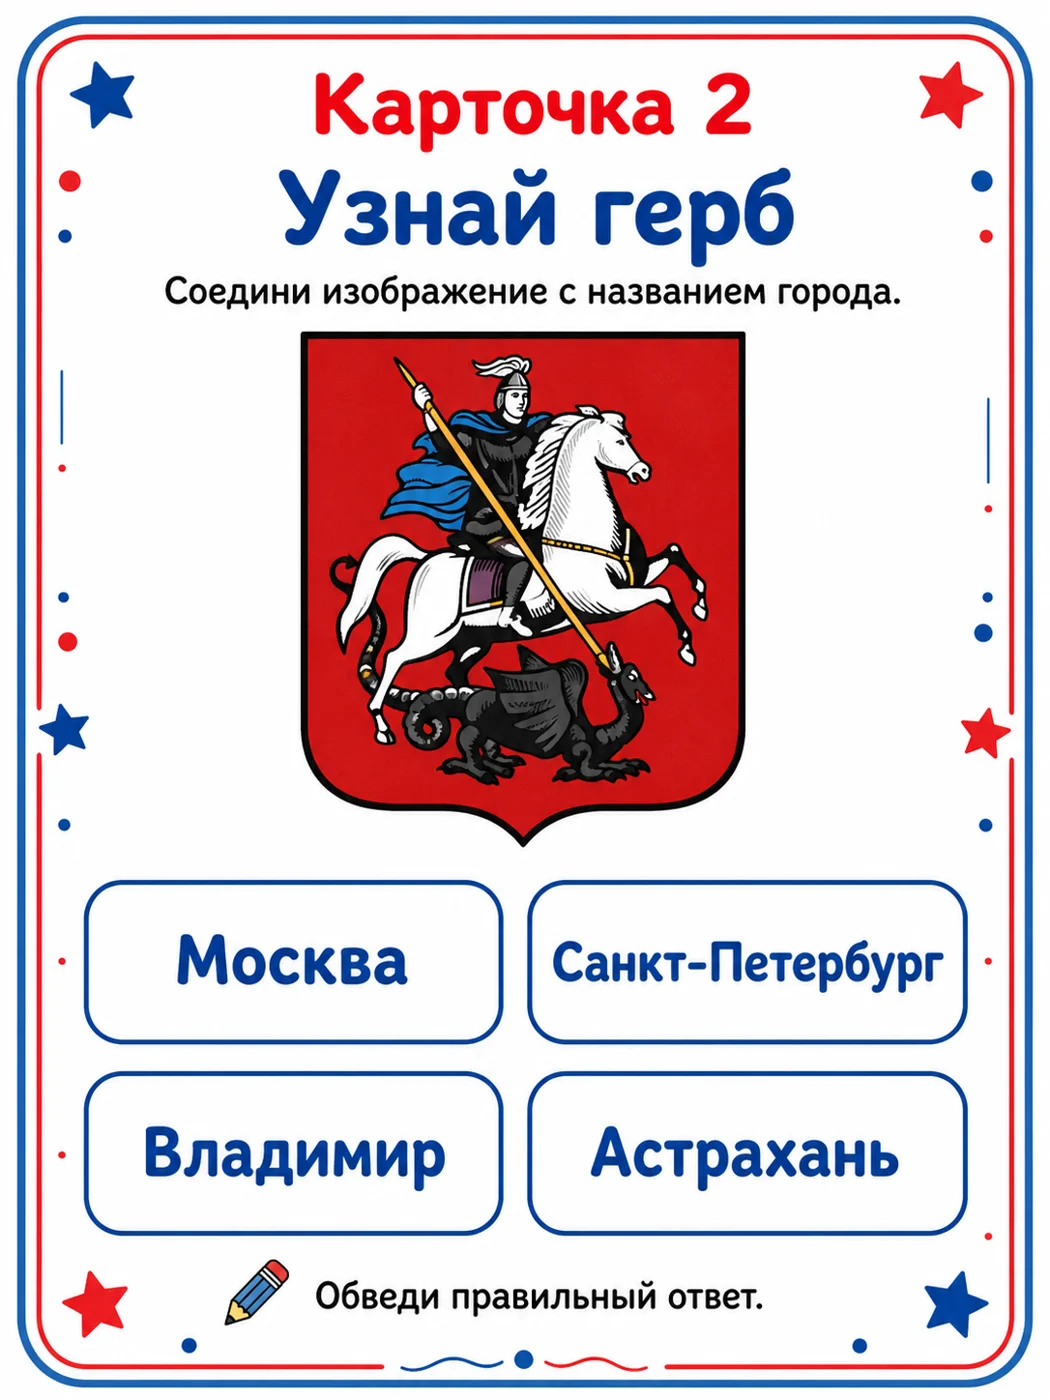 Карточка 2
Узнай герб
Соедини изображение с названием города.
Москва
Санкт-Петербург
Владимир
Астрахань
Обведи правильный ответ.